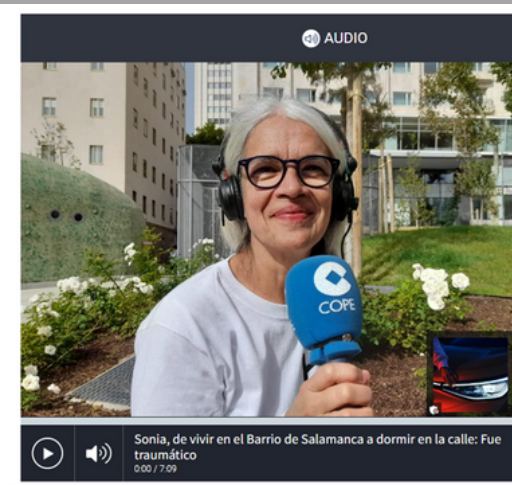 AUDIO
COPE
Sonia, de vivir en el Barrio de Salamanca a dormir en la calle: Fue
traumático
0:00 / 7:09